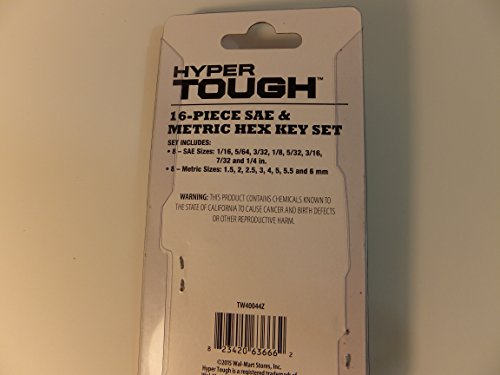 HYPER
TOUGH™
16-PIECE SAE &
METRIC HEX KEY SET
SET INCLUDES:
• 8 – SAE Sizes: 1/16, 5/64, 3/32, 1/8, 5/32, 3/16,
7/32 and 1/4 in.
• 8 – Metric Sizes: 1.5, 2, 2.5, 3, 4, 5, 5.5 and 6 mm
WARNING: THIS PRODUCT CONTAINS CHEMICALS KNOWN TO
THE STATE OF CALIFORNIA TO CAUSE CANCER AND BIRTH DEFECTS
OR OTHER REPRODUCTIVE HARM.
TW40044Z
8 23420 63666 2
©2015 Wal-Mart Stores, Inc.
Hyper Tough is a registered trademark of